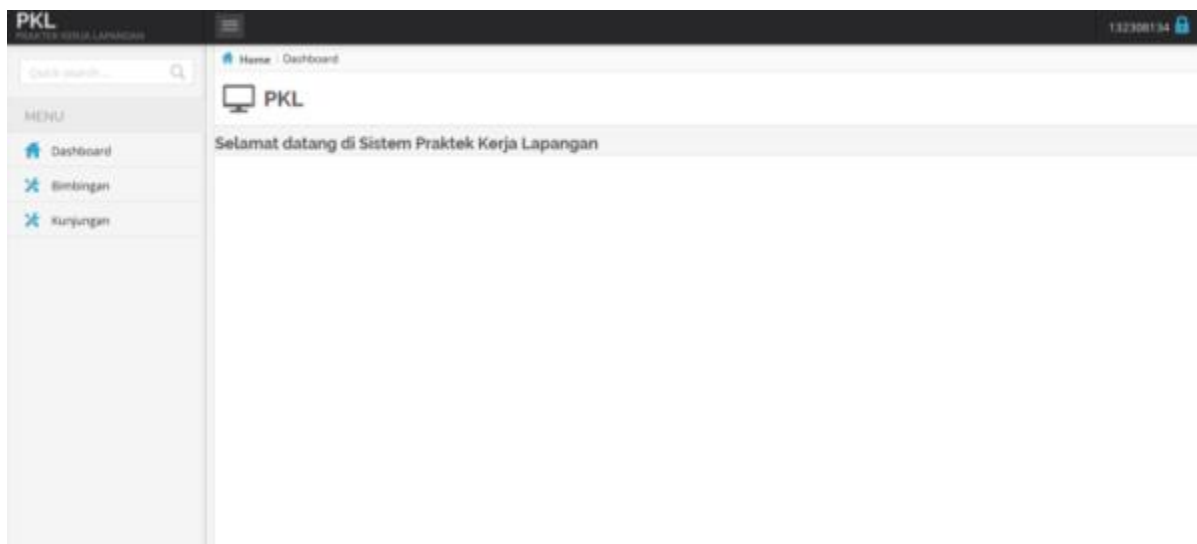 PKL
PRAKTEK KERJA LAPANGAN
132308134
Quick search...
Home Dashboard
PKL
MENU
Selamat datang di Sistem Praktek Kerja Lapangan
Dashboard
Bimbingan
Kunjungan